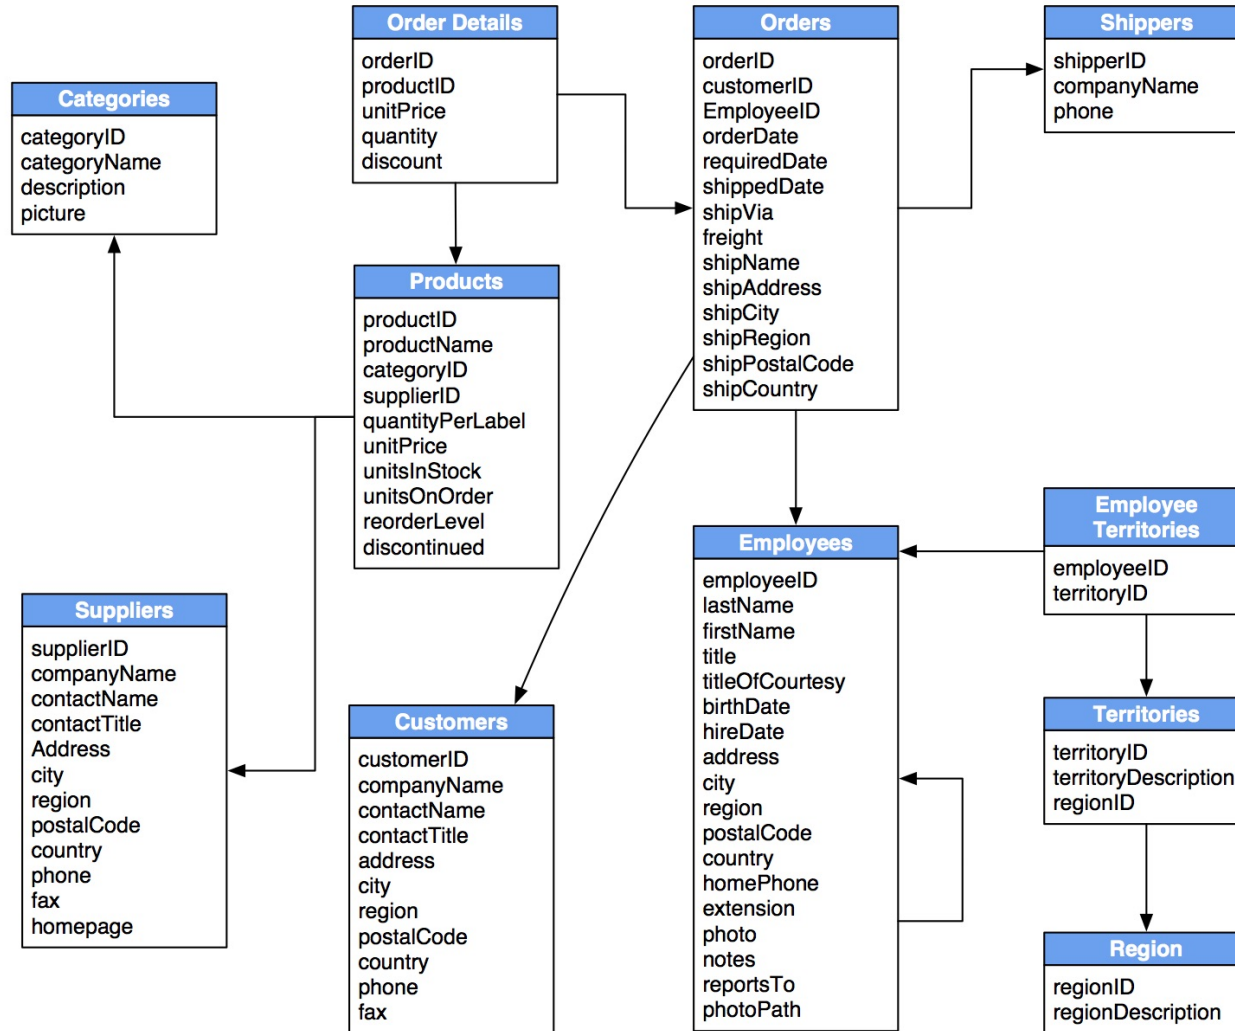 Order Details
orderID
productID
unitPrice
quantity
discount
Orders
orderID
customerID
EmployeeID
orderDate
requiredDate
shippedDate
shipVia
freight
shipName
shipAddress
shipCity
shipRegion
shipPostalCode
shipCountry
Shippers
shipperID
companyName
phone
Categories
categoryID
categoryName
description
picture
Products
productID
productName
categoryID
supplierID
quantityPerLabel
unitPrice
unitsInStock
unitsOnOrder
reorderLevel
discontinued
Employee
Territories
employeeID
territoryID
Employees
employeeID
lastName
firstName
title
titleOfCourtesy
birthDate
hireDate
address
city
region
postalCode
country
homePhone
extension
photo
notes
reportsTo
photoPath
Suppliers
supplierID
companyName
contactName
contactTitle
Address
city
region
postalCode
country
phone
fax
homepage
Customers
customerID
companyName
contactName
contactTitle
address
city
region
postalCode
country
phone
fax
Territories
territoryID
territoryDescription
regionID
Region
regionID
regionDescription